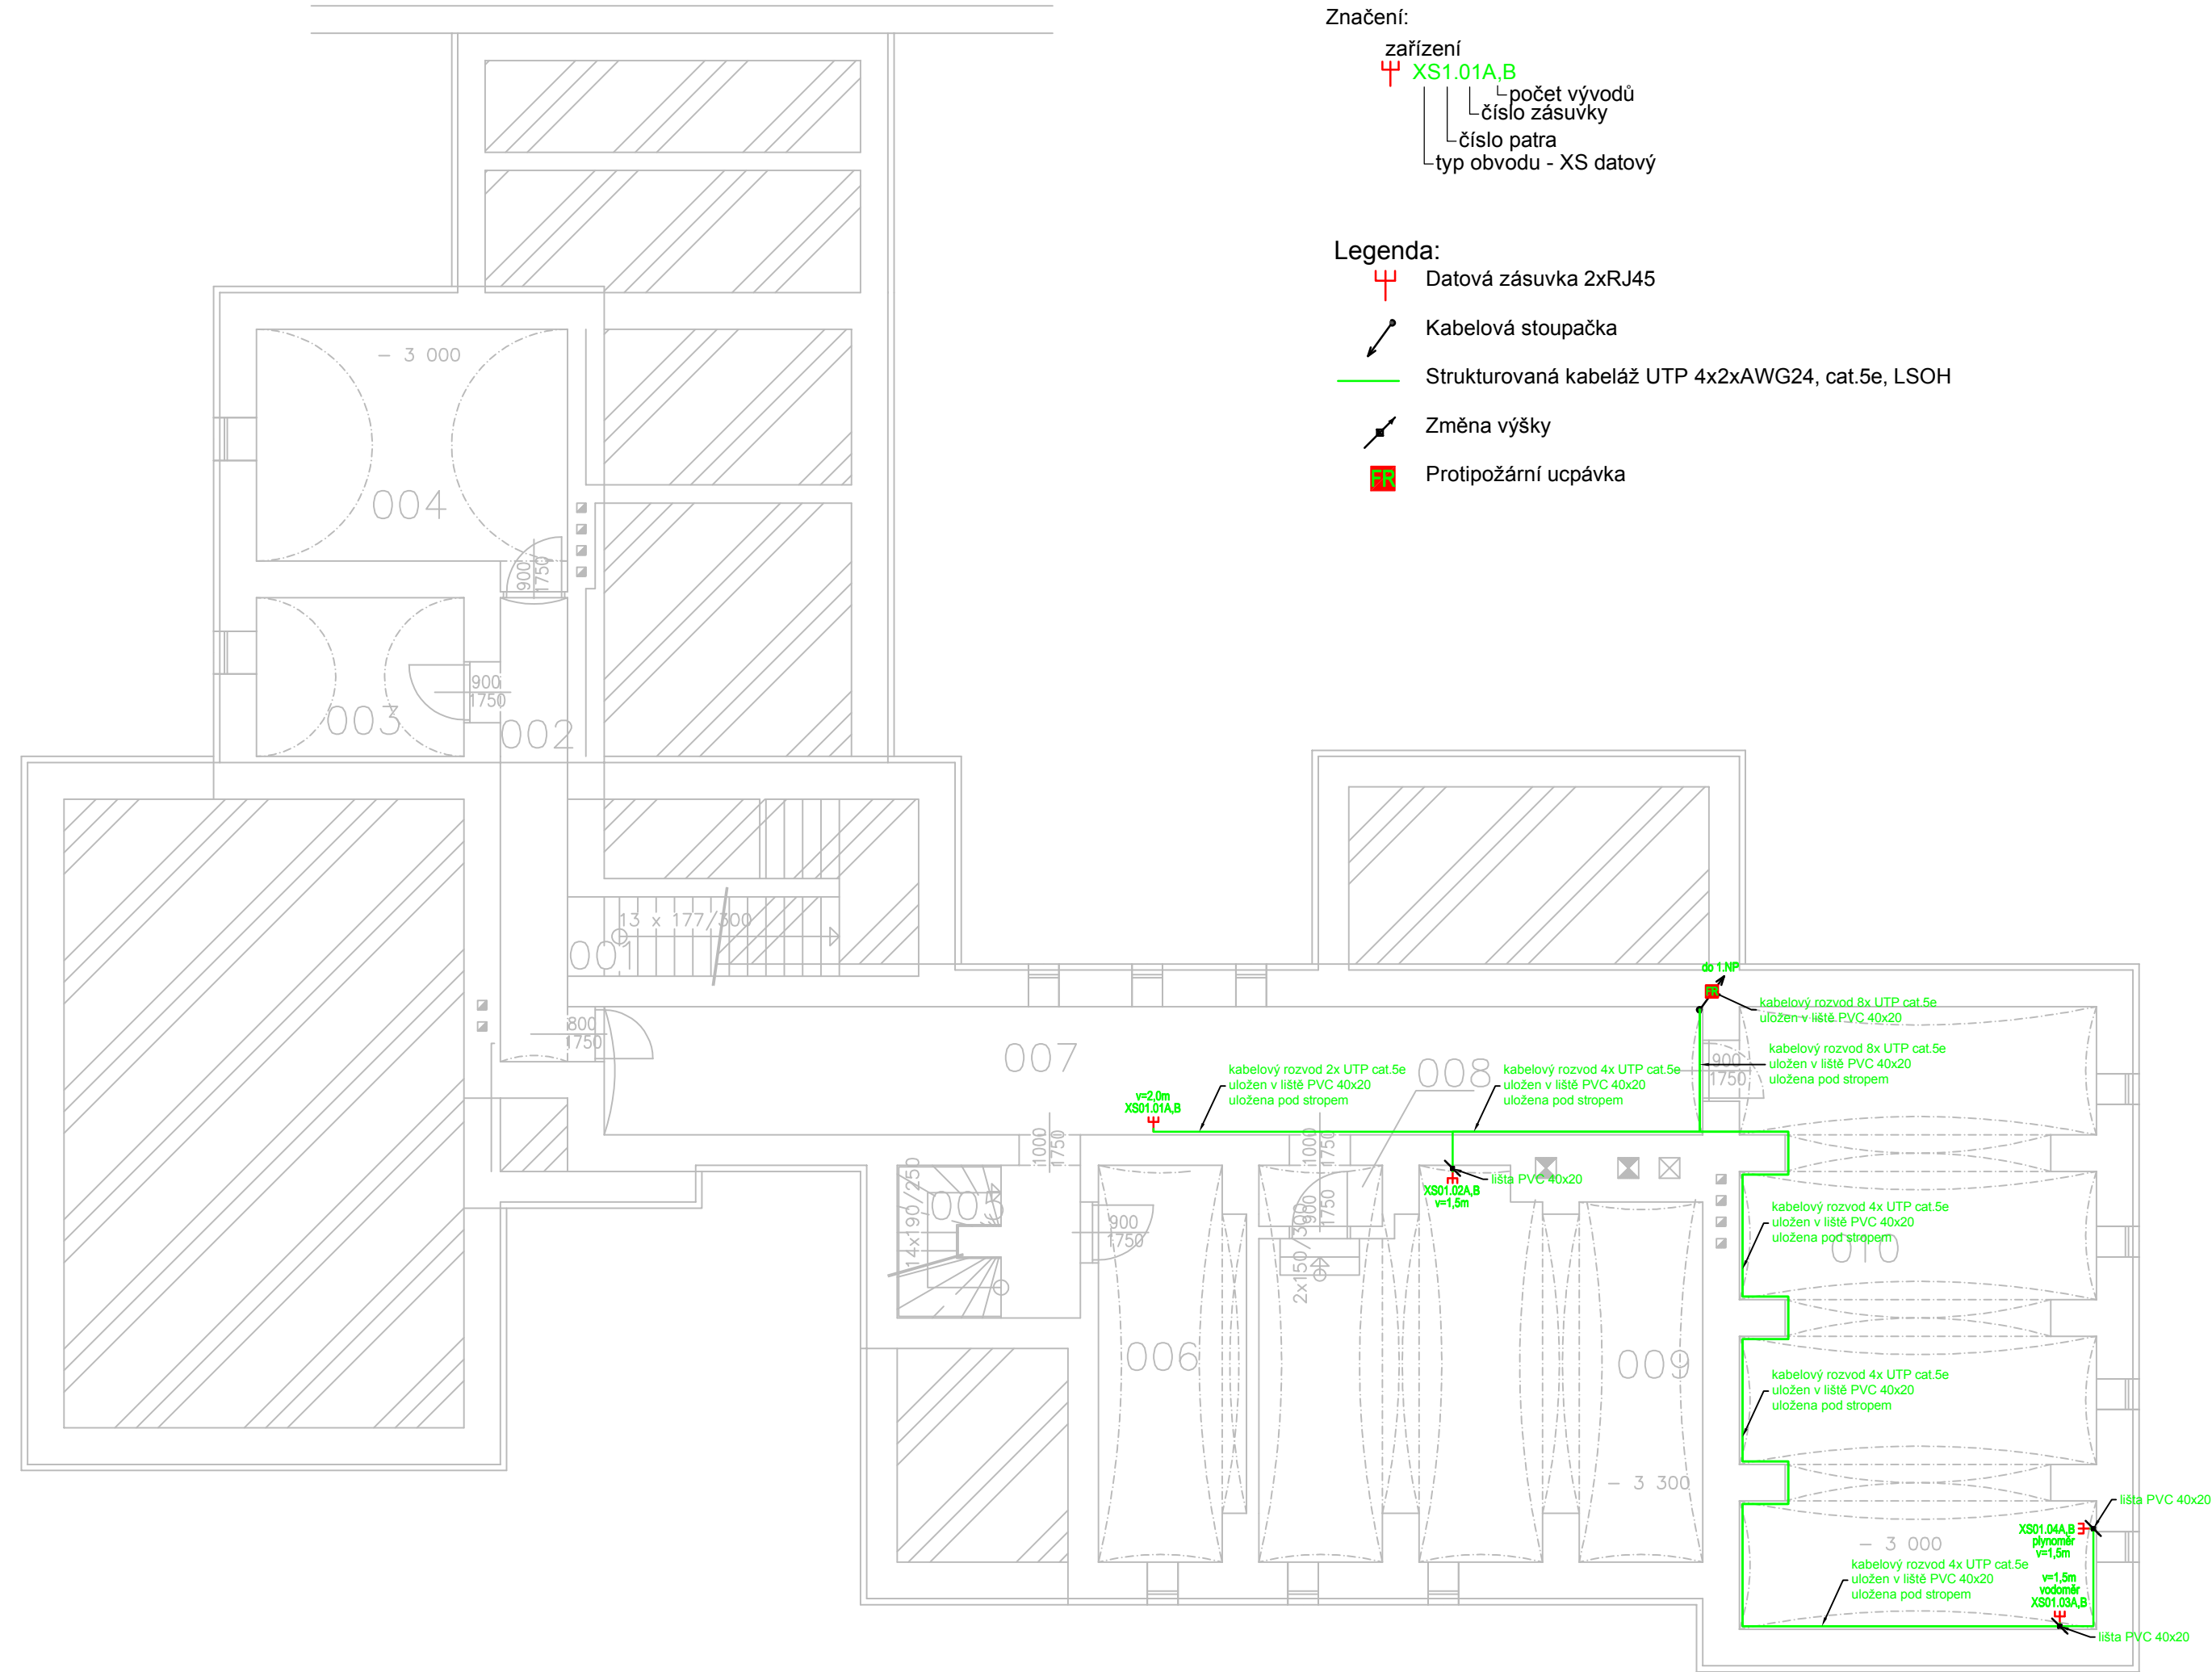 Značení:
zařízení
XS1.01A,B
počet vývodů
číslo zásuvky
číslo patra
typ obvodu - XS datový
Legenda:
Datová zásuvka 2xRJ45
Kabelová stoupačka
Strukturovaná kabeláž UTP 4x2xAWG24, cat.5e, LSOH
Změna výšky
FR
Protipožární ucpávka
- 3 000
004
900
1750
003
900
1750
002
13 x 177/300
001
800
1750
007
008
do 1.NP
FR
kabelový rozvod 8x UTP cat.5e
uložen v liště PVC 40x20
kabelový rozvod 8x UTP cat.5e
uložen v liště PVC 40x20
uložena pod stropem
900
1750
kabelový rozvod 2x UTP cat.5e
uložen v liště PVC 40x20
uložena pod stropem
kabelový rozvod 4x UTP cat.5e
uložen v liště PVC 40x20
uložena pod stropem
v=2,0m
XS01.01A,B
1000
1750
1000
1750
lišta PVC 40x20
XS01.02A,B
v=1,5m
14x190/250
005
900
1750
900
1750
2x150/300
kabelový rozvod 4x UTP cat.5e
uložen v liště PVC 40x20
uložena pod stropem
010
006
009
kabelový rozvod 4x UTP cat.5e
uložen v liště PVC 40x20
uložena pod stropem
- 3 300
lišta PVC 40x20
XS01.04A,B
plynoměr
v=1,5m
- 3 000
kabelový rozvod 4x UTP cat.5e
uložen v liště PVC 40x20
uložena pod stropem
v=1,5m
vodoměr
XS01.03A,B
lišta PVC 40x20